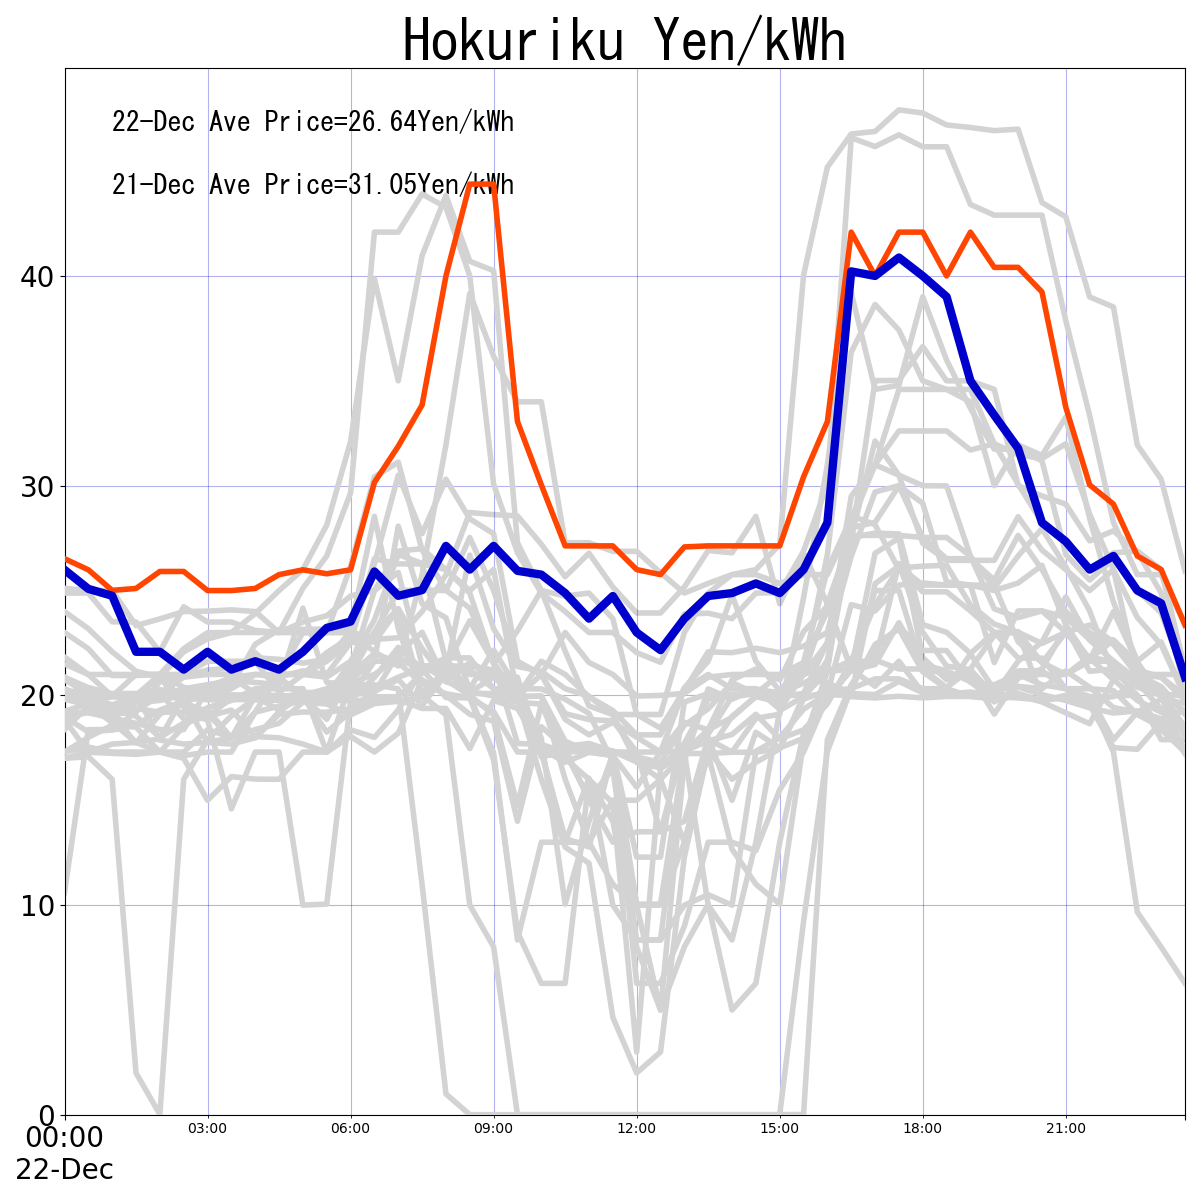 Hokuriku Yen/kWh
22-Dec Ave Price=26.64Yen/kWh
21-Dec Ave Price=31.05Yen/kWh
40
30
20
10
0
00:00 03:00 06:00 09:00 12:00 15:00 18:00 21:00
22-Dec